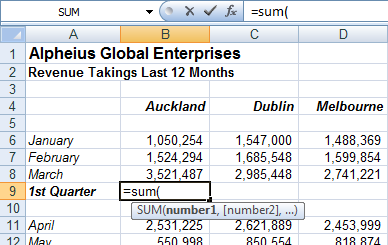 SUM =sum(
A B C D
1 Alpheius Global Enterprises
2 Revenue Takings Last 12 Months
3
4 Auckland Dublin Melbourne
5
6 January 1,050,254 1,547,000 1,488,369
7 February 1,524,294 1,685,548 1,599,854
8 March 3,521,487 2,985,448 2,741,221
9 1st Quarter =sum(
10 SUM(number1, [number2], ...)
11 April 2,531,225 2,621,889 2,453,999
12 May 560,998 850,554 818,874